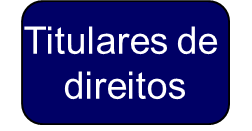 Titulares de
direitos